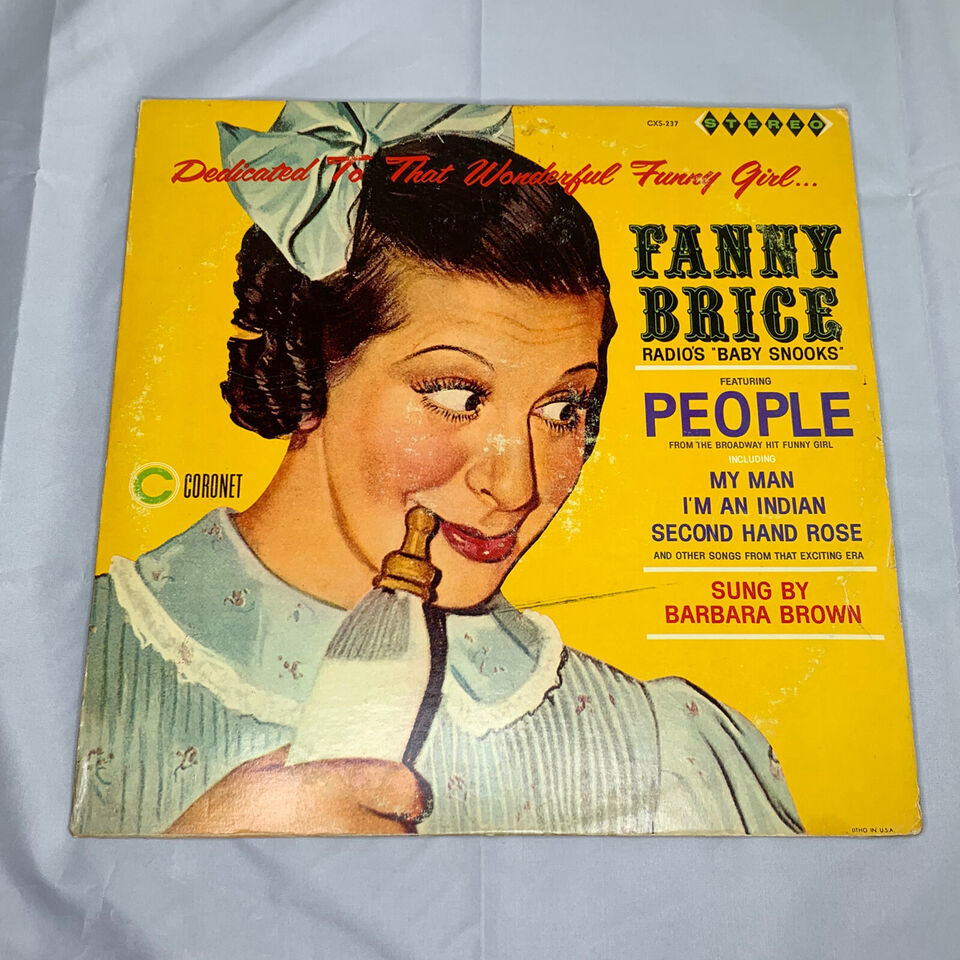 CXS-237 STEREO
Dedicated To That Wonderful Funny Girl...
FANNY
BRICE
RADIO'S "BABY SNOOKS"
FEATURING
PEOPLE
FROM THE BROADWAY HIT FUNNY GIRL
INCLUDING
MY MAN
I'M AN INDIAN
SECOND HAND ROSE
AND OTHER SONGS FROM THAT EXCITING ERA
SUNG BY
BARBARA BROWN
C CORONET
LITHO IN U.S.A.